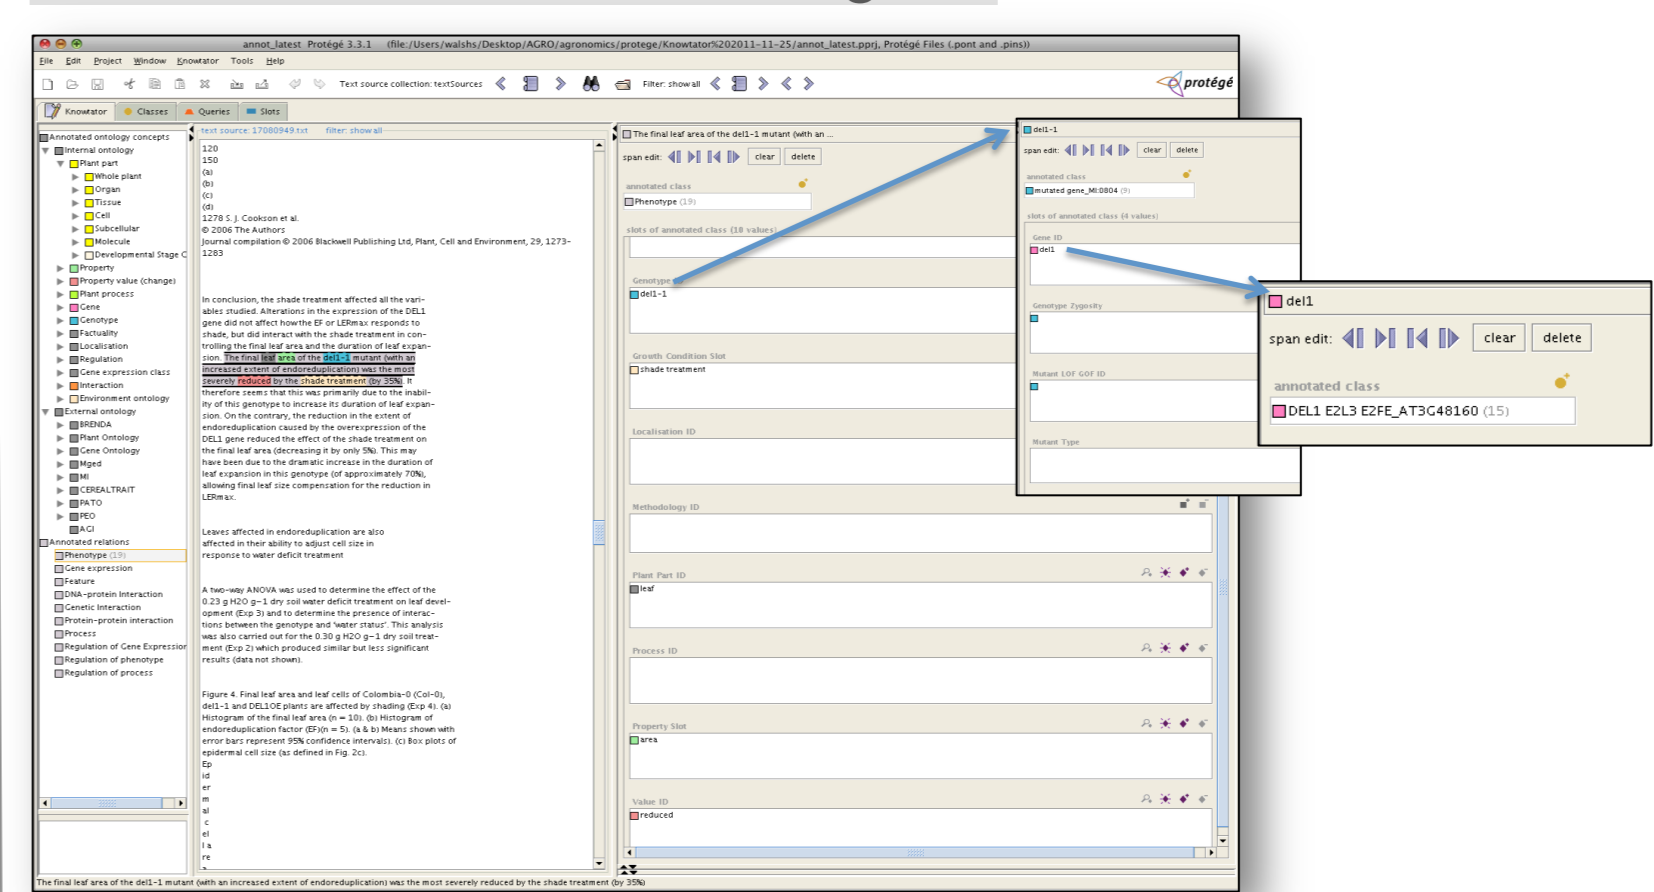 annot_latest Protégé 3.3.1 (file:/Users/walshs/Desktop/AGRO/agronomics/protege/Knowtator%202011-11-25/annot_latest.pprj, Protégé Files (.pont and .pins))
File Edit Project Window Knowtator Tools Help
Text source collection: textSources
Filter: show all
protégé
Knowtator
Classes
Queries
Slots
Annotated ontology concepts
Internal ontology
Plant part
Whole plant
Organ
Tissue
Cell
Subcellular
Molecule
Developmental Stage C
Property
Property value (change)
Plant process
Gene
Genotype
Factuality
Localisation
Regulation
Gene expression class
Interaction
Environment ontology
External ontology
BRENDA
Plant Ontology
Gene Ontology
Mged
MI
CEREALTRAIT
PATO
PEO
AGI
Annotated relations
Phenotype (19)
Gene expression
Feature
DNA-protein Interaction
Genetic Interaction
Protein-protein interaction
Process
Regulation of Gene Expression
Regulation of phenotype
Regulation of process
text source: 17080949.txt filter: show all
120
150
(a)
(b)
(c)
(d)
1278 S. J. Cookson et al.
© 2006 The Authors
Journal compilation © 2006 Blackwell Publishing Ltd, Plant, Cell and Environment, 29, 1273-
1283
In conclusion, the shade treatment affected all the vari-
ables studied. Alterations in the expression of the DEL1
gene did not affect how the EF or LERmax responds to
shade, but did interact with the shade treatment in con-
trolling the final leaf area and the duration of leaf expan-
sion. The final leaf area of the del1-1 mutant (with an
increased extent of endoreduplication) was the most
severely reduced by the shade treatment (by 35%). It
therefore seems that this was primarily due to the inabil-
ity of this genotype to increase its duration of leaf expan-
sion. On the contrary, the reduction in the extent of
endoreduplication caused by the overexpression of the
DEL1 gene reduced the effect of the shade treatment on
the final leaf area (decreasing it by only 5%). This may
have been due to the dramatic increase in the duration of
leaf expansion in this genotype (of approximately 70%),
allowing final leaf size compensation for the reduction in
LERmax.
Leaves affected in endoreduplication are also
affected in their ability to adjust cell size in
response to water deficit treatment
A two-way ANOVA was used to determine the effect of the
0.23 g H2O g-1 dry soil water deficit treatment on leaf devel-
opment (Exp 3) and to determine the presence of interac-
tions between the genotype and 'water status'. This analysis
was also carried out for the 0.30 g H2O g-1 dry soil treat-
ment (Exp 2) which produced similar but less significant
results (data not shown).
Figure 4. Final leaf area and leaf cells of Colombia-0 (Col-0),
del1-1 and DEL1OE plants are affected by shading (Exp 4). (a)
Histogram of the final leaf area (n = 10). (b) Histogram of
endoreduplication factor (EF)(n = 5). (a & b) Means shown with
error bars represent 95% confidence intervals). (c) Box plots of
epidermal cell size (as defined in Fig. 2c).
Ep
id
er
m
al
c
el
l a
re
The final leaf area of the del1-1 mutant (with an ...
span edit:
clear
delete
annotated class
Phenotype (19)
slots of annotated class (18 values)
Genotype
del1-1
Growth Condition Slot
shade treatment
Localisation ID
Methodology ID
Plant Part ID
leaf
Process ID
Property Slot
area
Value ID
reduced
del1-1
span edit:
clear
delete
annotated class
mutated gene_MI:0804 (9)
slots of annotated class (4 values)
Gene ID
del1
Genotype Zygosity
Mutant LOF GOF ID
Mutant Type
del1
span edit:
clear
delete
annotated class
DEL1 E2L3 E2FE_AT3G48160 (15)
The final leaf area of the del1-1 mutant (with an increased extent of endoreduplication) was the most severely reduced by the shade treatment (by 35%)